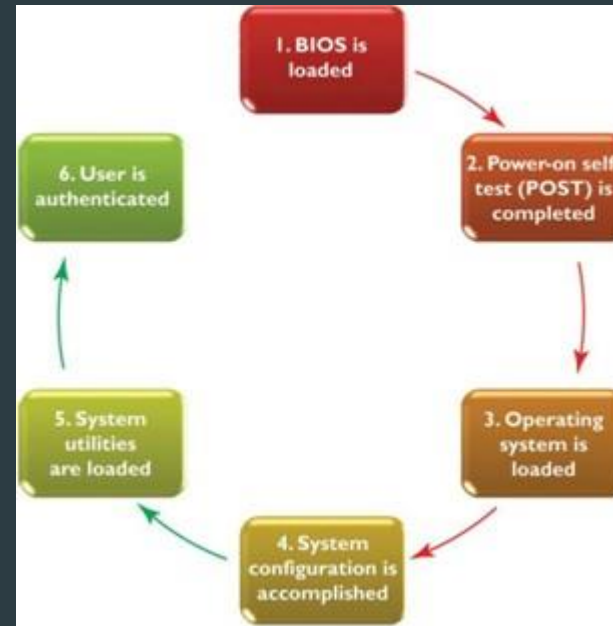 1. BIOS is
loaded
2. Power-on self
test (POST) is
completed
3. Operating
system is
loaded
4. System
configuration is
accomplished
5. System
utilities
are loaded
6. User is
authenticated